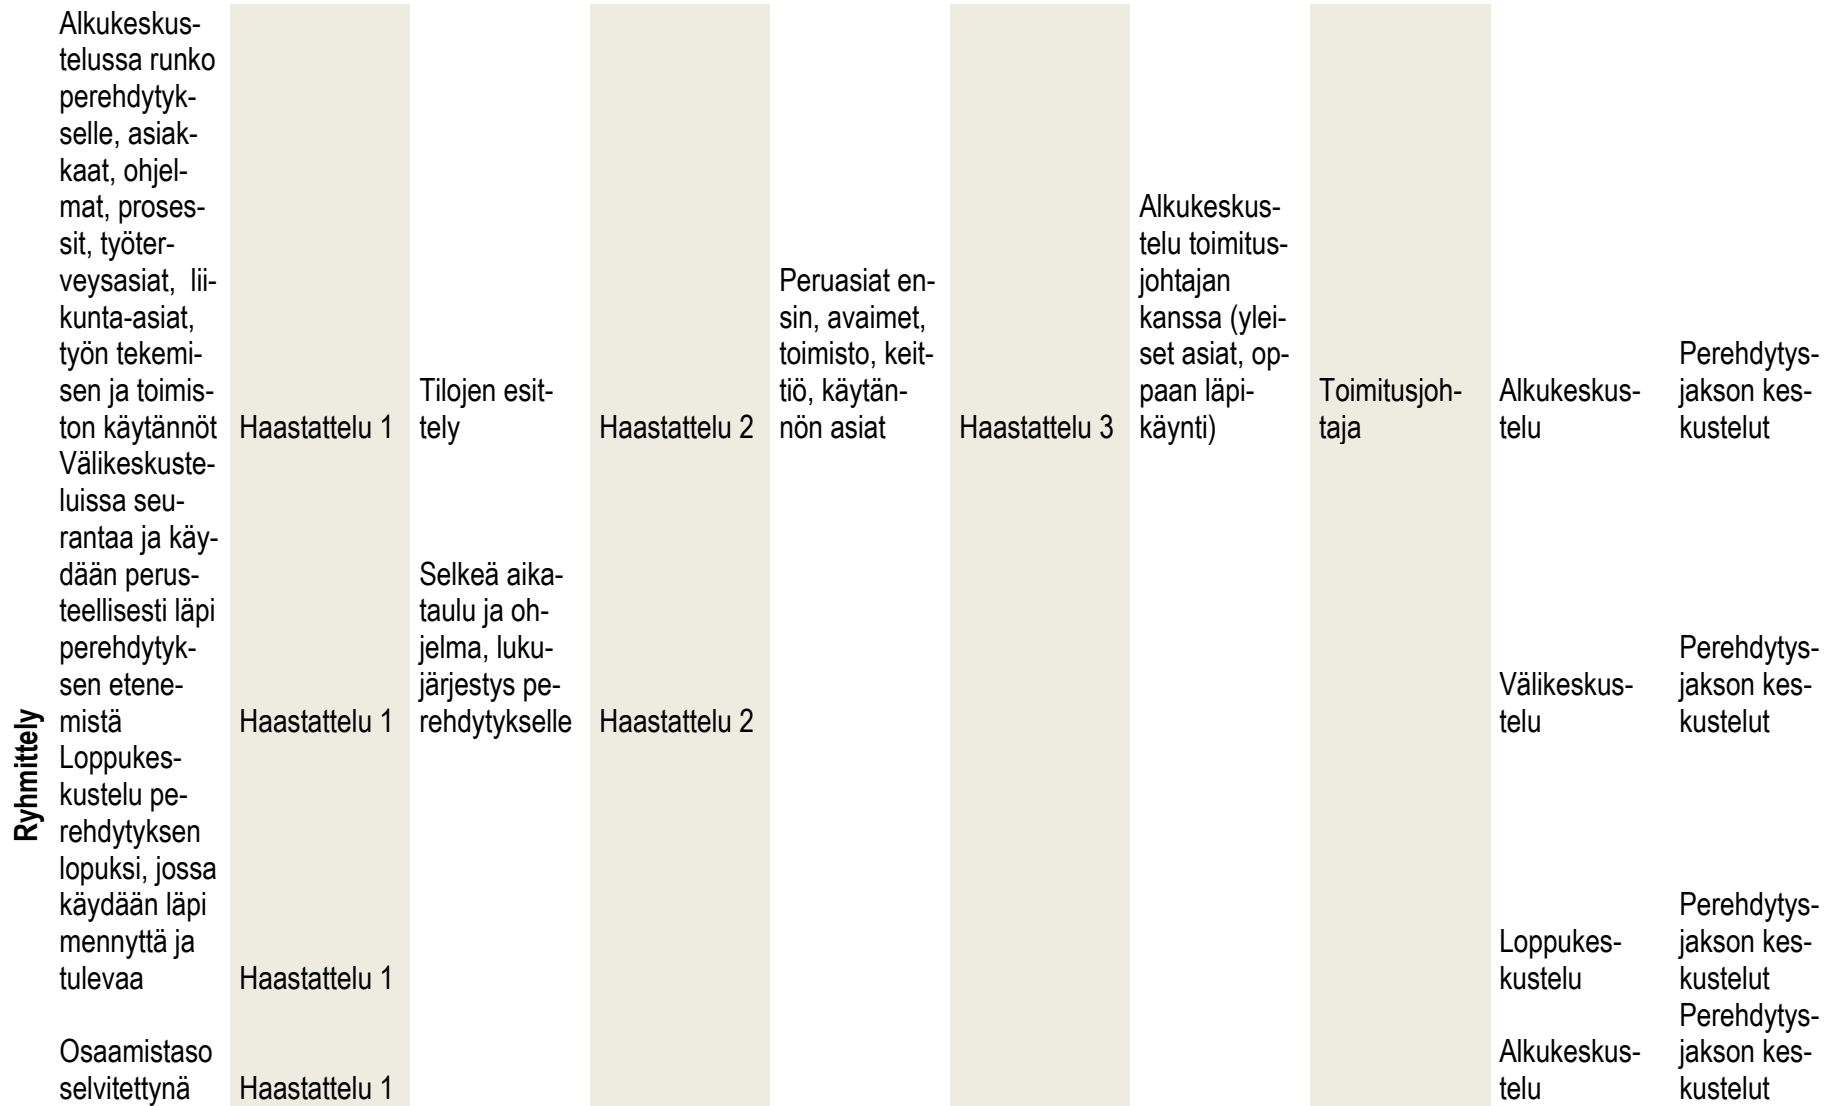 Ryhmittely
Alkukeskus-
telussa runko
perehdytyk-
selle, asiak-
kaat, ohjel-
mat, proses-
sit, työter-
veysasiat,  lii-
kunta-asiat,
työn tekemi-
sen ja toimis-
ton käytännöt
Haastattelu 1
Tilojen esit-
tely
Haastattelu 2
Peruasiat en-
sin, avaimet,
toimisto, keit-
tiö, käytän-
nön asiat
Haastattelu 3
Alkukeskus-
telu toimitus-
johtajan
kanssa (ylei-
set asiat, op-
paan läpi-
käynti)
Toimitusjoh-
taja
Alkukeskus-
telu
Perehdytys-
jakson kes-
kustelut
Välikeskuste-
luissa seu-
rantaa ja käy-
dään perus-
teellisesti läpi
perehdytyk-
sen etene-
mistä
Haastattelu 1
Selkeä aika-
taulu ja oh-
jelma, luku-
järjestys pe-
rehdytykselle
Haastattelu 2
Välikeskus-
telu
Perehdytys-
jakson kes-
kustelut
Loppukes-
kustelu pe-
rehdytyksen
lopuksi, jossa
käydään läpi
mennyttä ja
tulevaa
Haastattelu 1
Loppukes-
kustelu
Perehdytys-
jakson kes-
kustelut
Osaamistaso
selvitettynä
Haastattelu 1
Alkukeskus-
telu
Perehdytys-
jakson kes-
kustelut